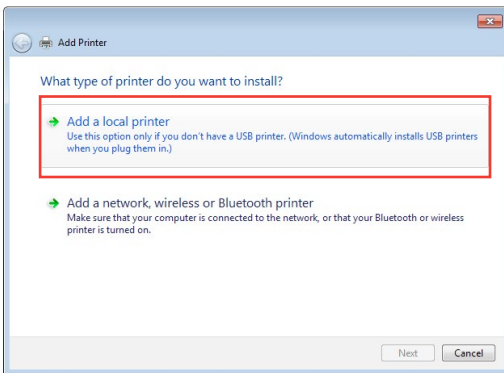 Add Printer
What type of printer do you want to install?
Add a local printer
Use this option only if you don't have a USB printer. (Windows automatically installs USB printers
when you plug them in.)
Add a network, wireless or Bluetooth printer
Make sure that your computer is connected to the network, or that your Bluetooth or wireless
printer is turned on.
Next
Cancel